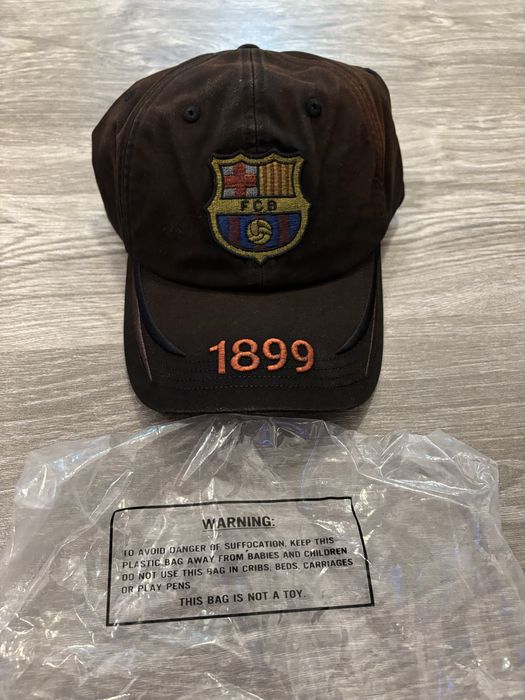 FCB
1899
WARNING:
TO AVOID DANGER OF SUFFOCATION, KEEP THIS
PLASTIC BAG AWAY FROM BABIES AND CHILDREN
DO NOT USE THIS BAG IN CRIBS, BEDS, CARRIAGES
OR PLAY PENS
THIS BAG IS NOT A TOY.